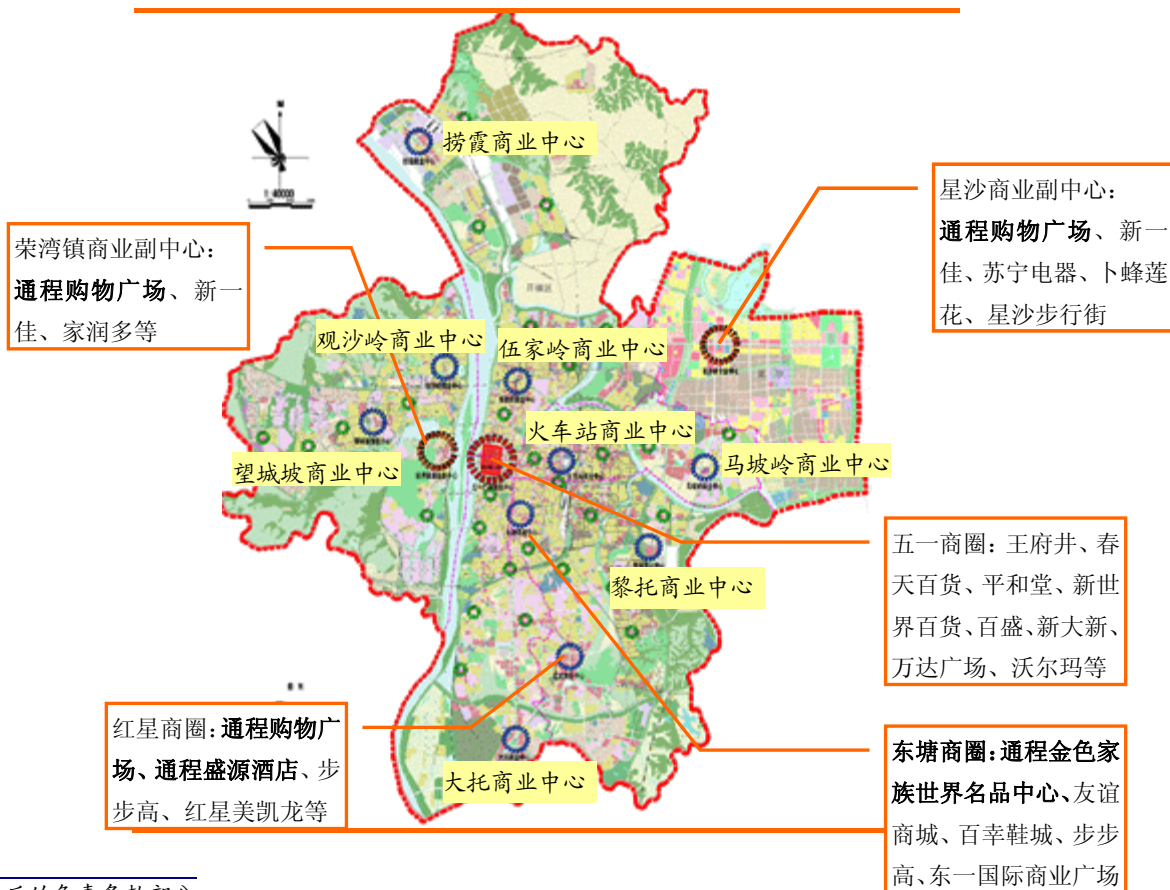 捞霞商业中心
星沙商业副中心：
通程购物广场、新一
佳、苏宁电器、卜蜂莲
花、星沙步行街
荣湾镇商业副中心：
通程购物广场、新一
佳、家润多等
观沙岭商业中心
伍家岭商业中心
火车站商业中心
望城坡商业中心
马坡岭商业中心
五一商圈：王府井、春
天百货、平和堂、新世
界百货、百盛、新大新、
万达广场、沃尔玛等
黎托商业中心
红星商圈：通程购物广
场、通程盛源酒店、步
步高、红星美凯龙等
大托商业中心
东塘商圈：通程金色家
族世界名品中心、友谊
商城、百幸鞋城、步步
高、东一国际商业广场